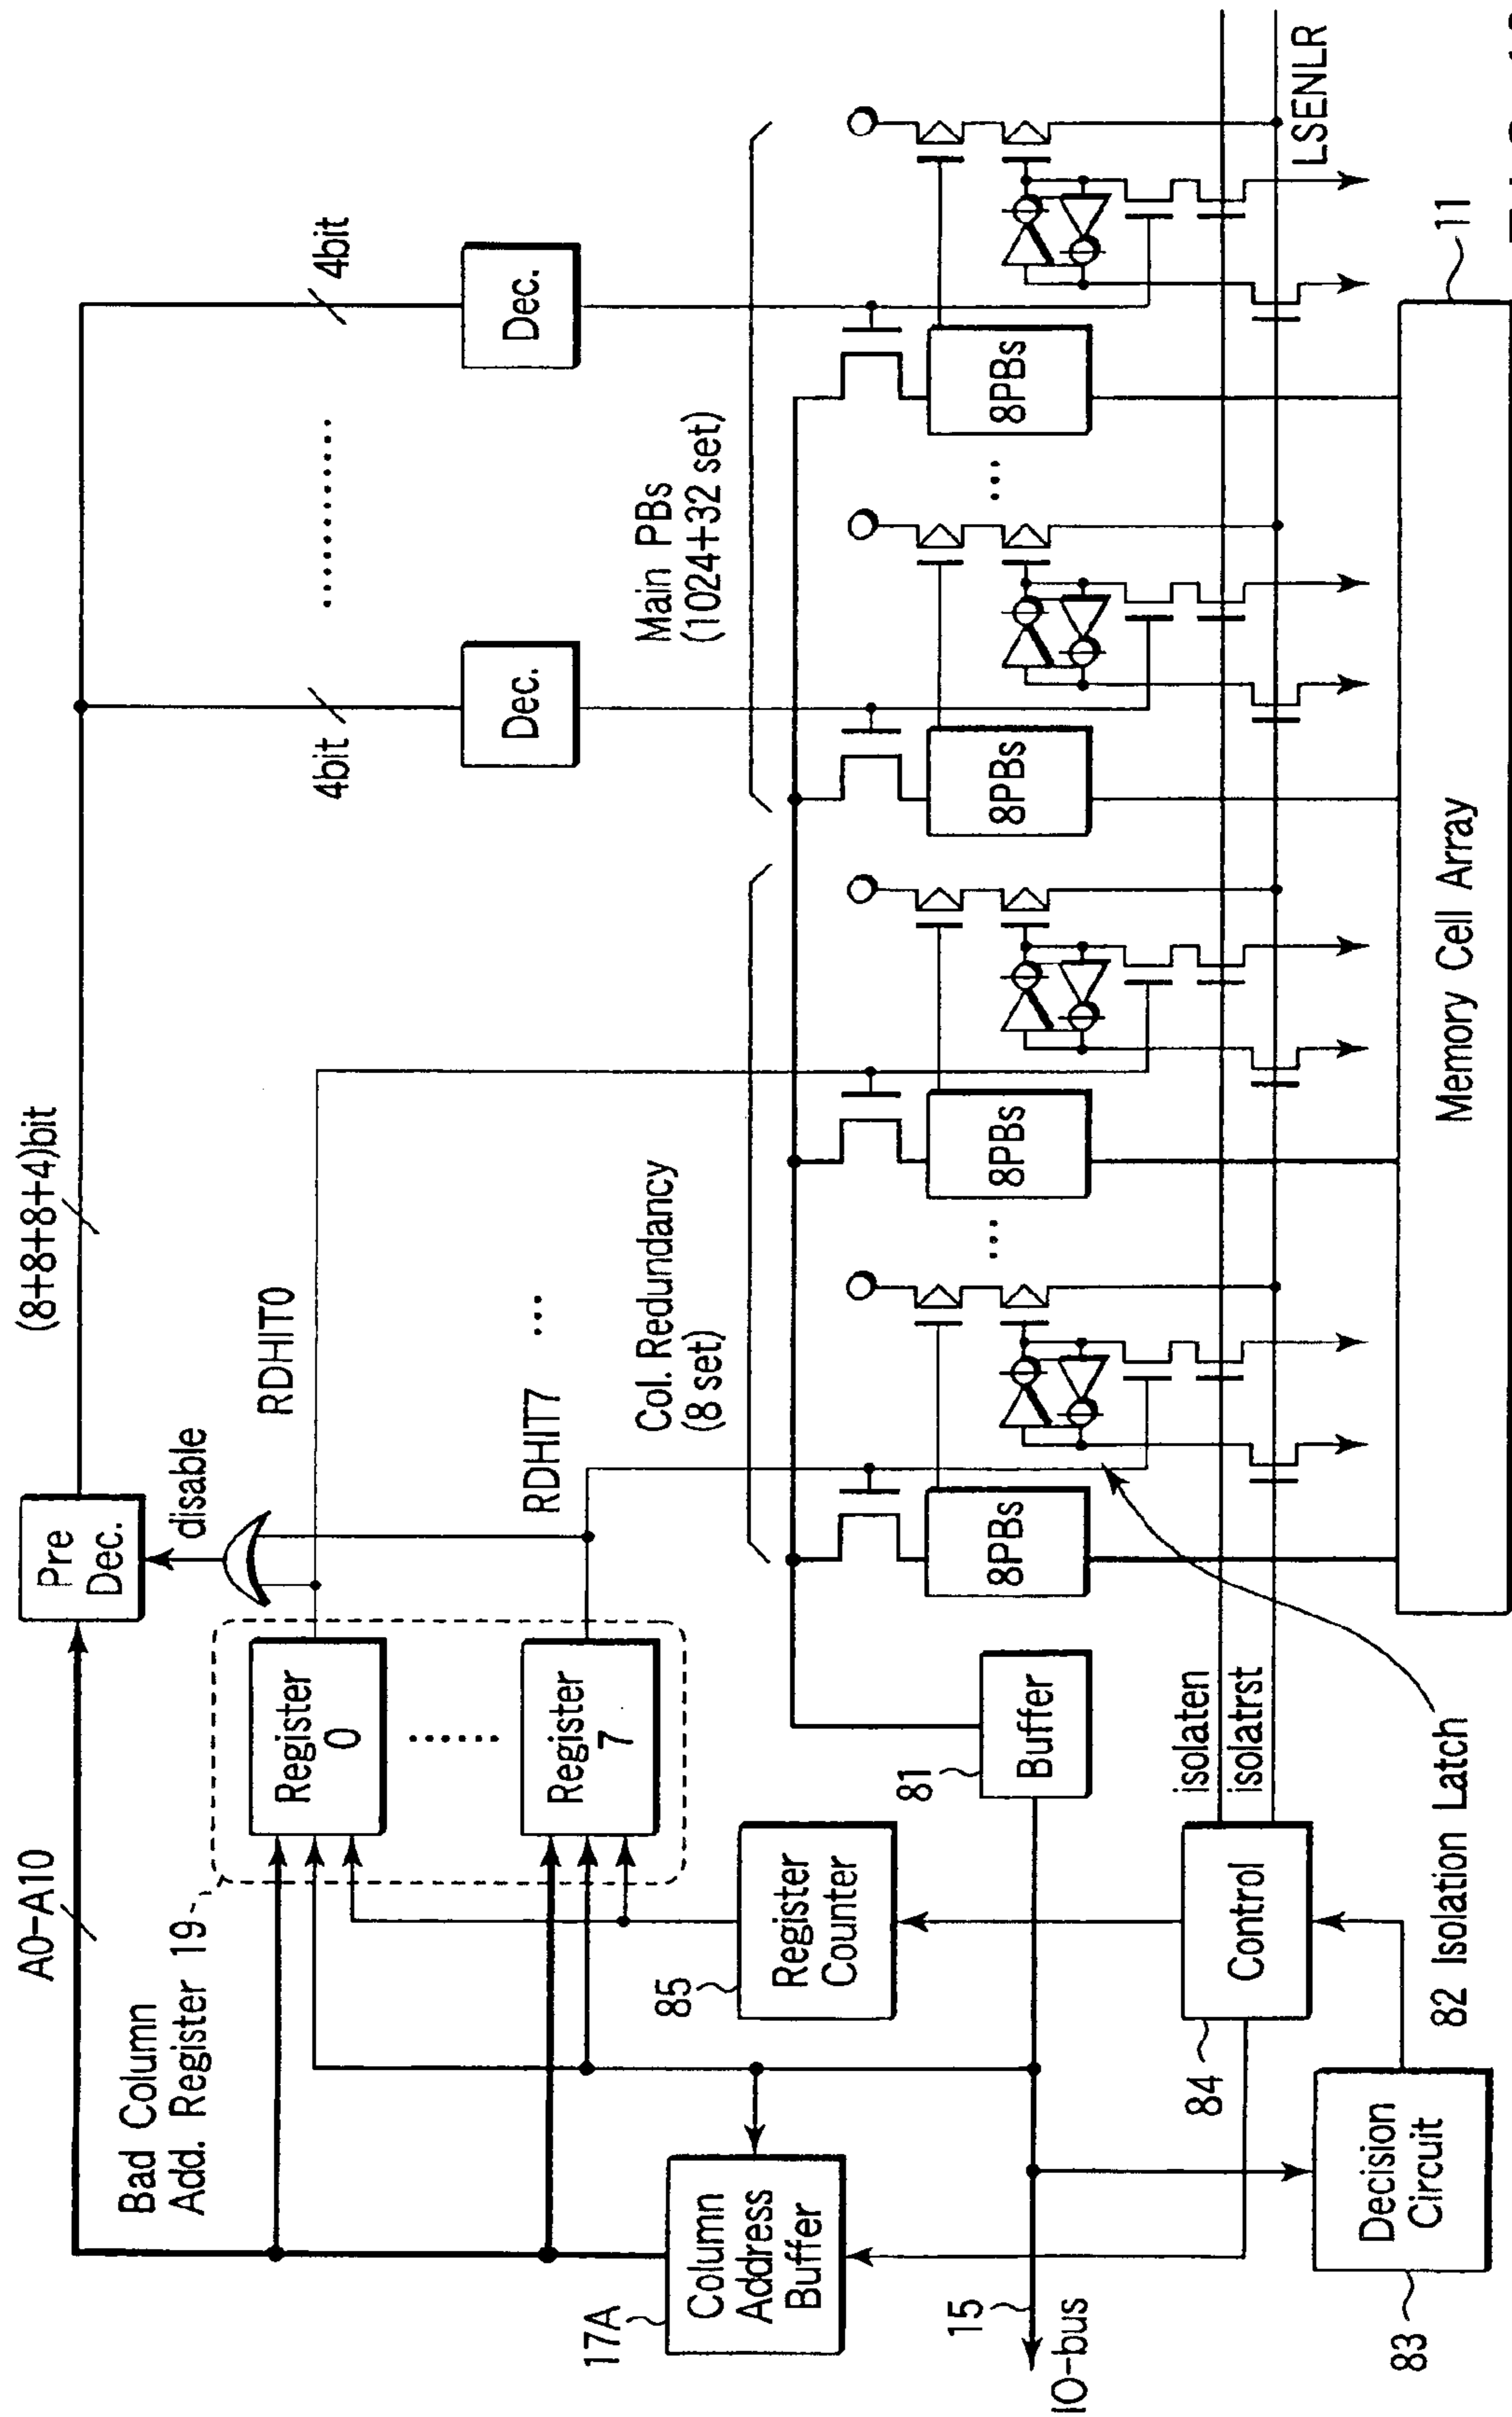 A0-A10
Pre
Dec.
(8+8+8+4)bit
disable
Bad Column
Add. Register 19
Register
0
RDHIT0
4bit
4bit
Register
7
RDHIT7
...
Dec.
Dec.
17A
Column
Address
Buffer
85
Register
Counter
Col. Redundancy
(8 set)
Main PBs
(1024+32 set)
81
Buffer
8PBs
...
8PBs
8PBs
...
8PBs
15
IO-bus
84
Control
isolaten
isolatrst
LSENLR
83
Decision
Circuit
82 Isolation Latch
Memory Cell Array
11